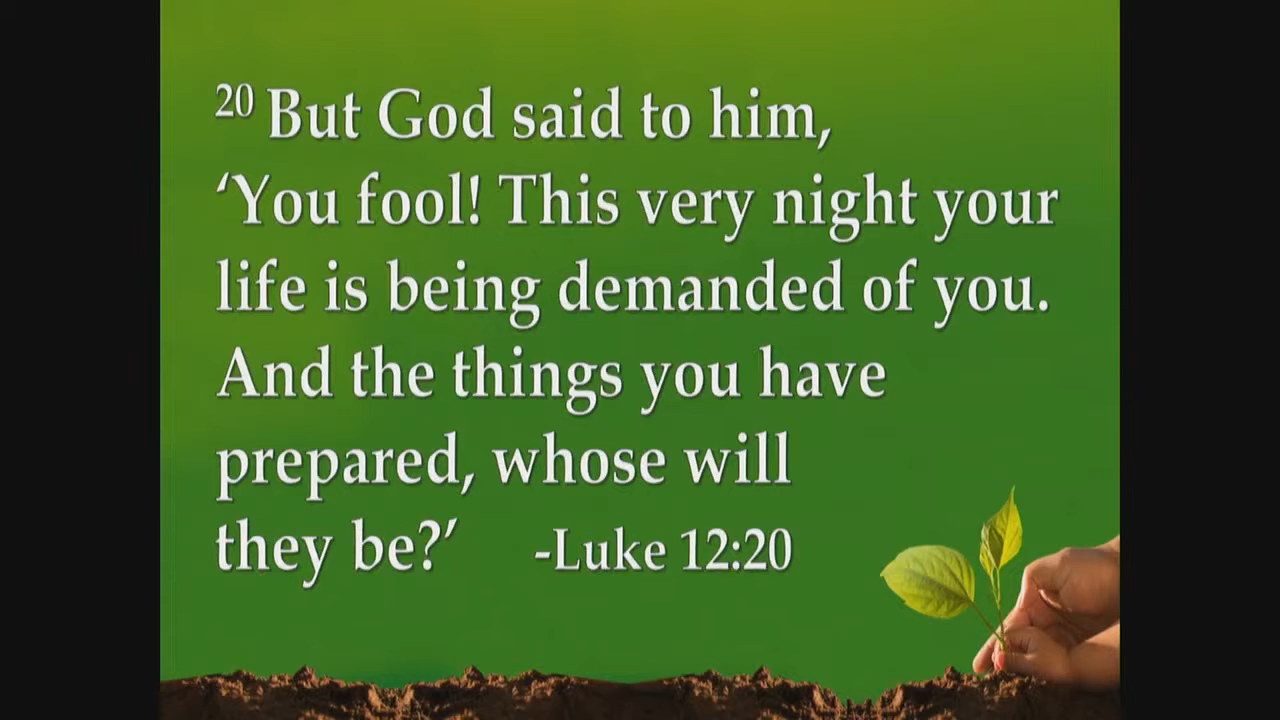 20 But God said to him,
‘You fool! This very night your
life is being demanded of you.
And the things you have
prepared, whose will
they be?’ -Luke 12:20